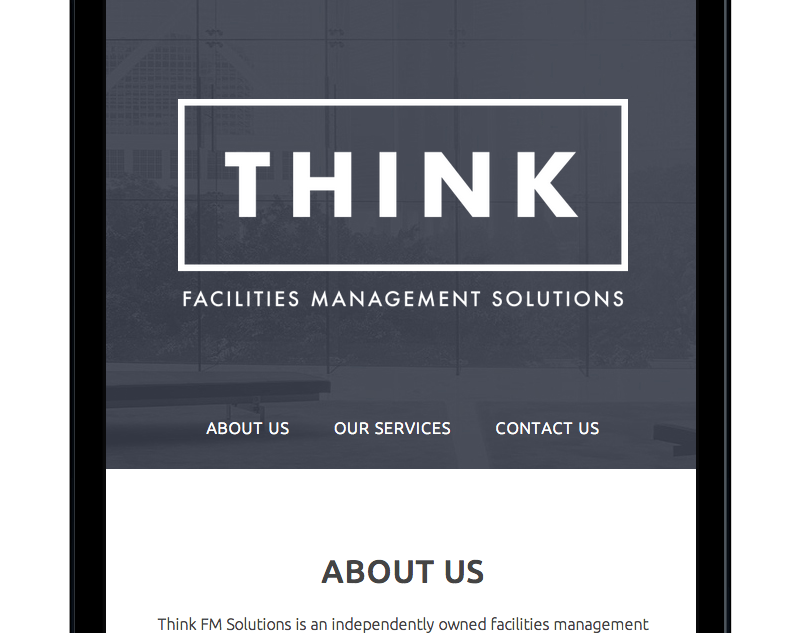 THINK
FACILITIES MANAGEMENT SOLUTIONS
ABOUT US OUR SERVICES CONTACT US
ABOUT US
Think FM Solutions is an independently owned facilities management